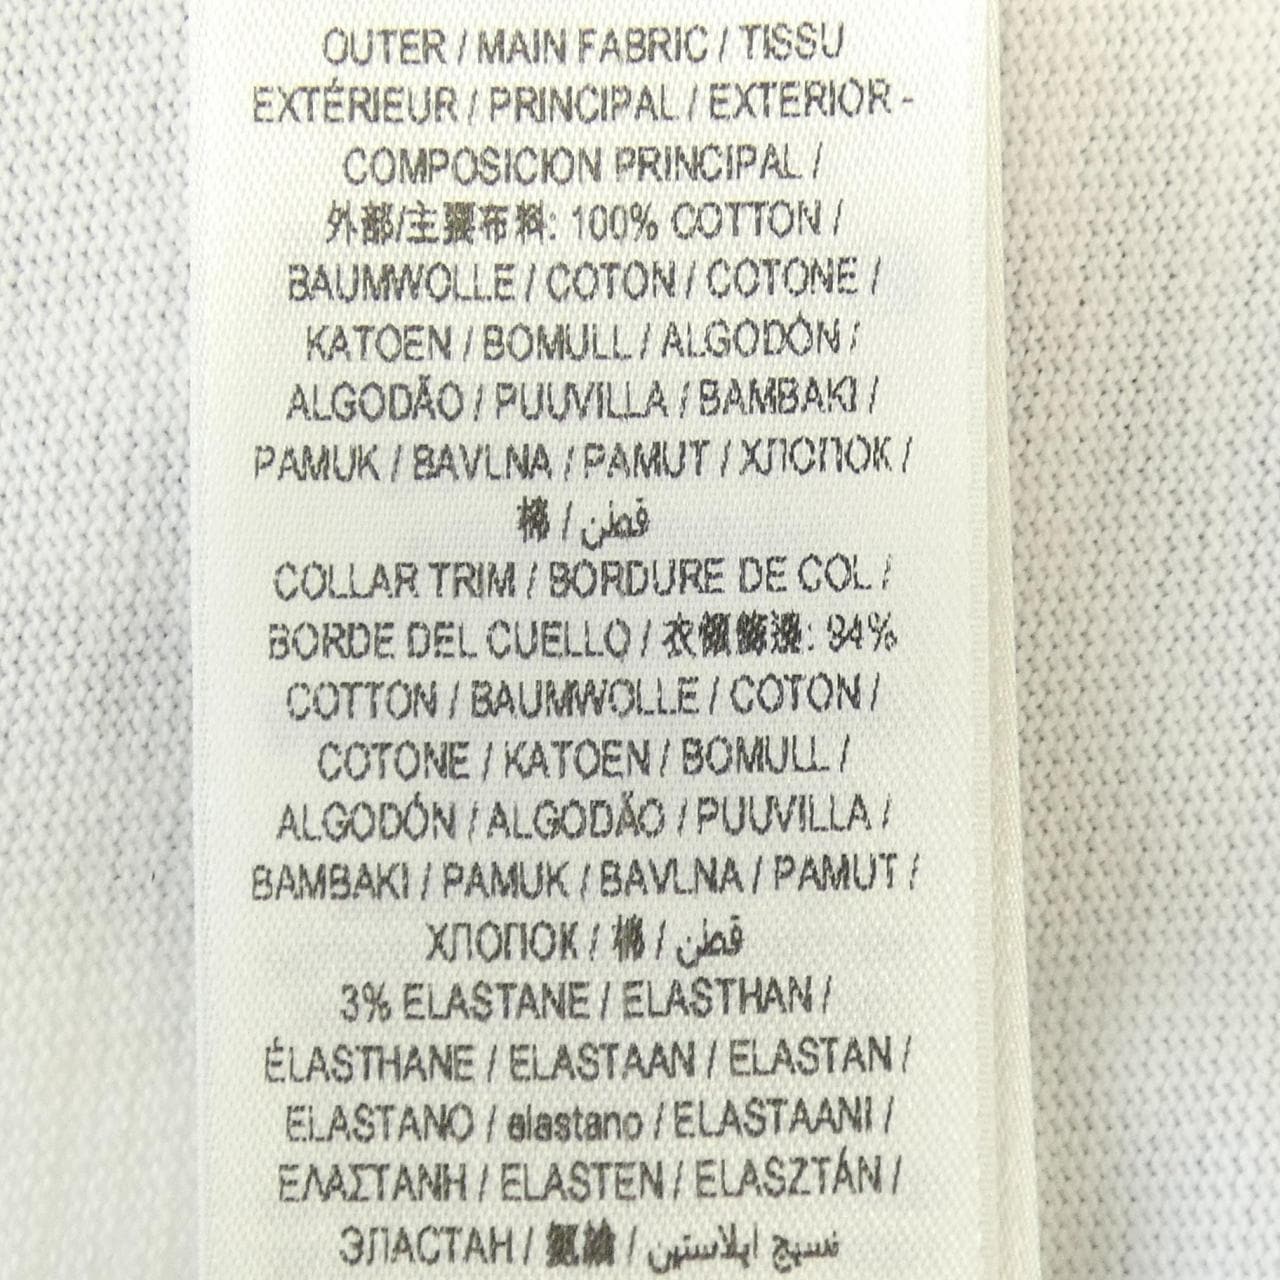 OUTER / MAIN FABRIC / TISSU
EXTÉRIEUR / PRINCIPAL / EXTERIOR -
COMPOSICION PRINCIPAL /
外部/主要布料: 100% COTTON /
BAUMWOLLE / COTON / COTONE /
KATOEN / BOMULL / ALGODÓN /
ALGODÃO / PUUVILLA / BAMBAKI /
PAMUK / BAVLNA / PAMUT / ХЛОПОК /
棉 / قطن
COLLAR TRIM / BORDURE DE COL /
BORDE DEL CUELLO / 衣領飾邊: 94%
COTTON / BAUMWOLLE / COTON /
COTONE / KATOEN / BOMULL /
ALGODÓN / ALGODÃO / PUUVILLA /
BAMBAKI / PAMUK / BAVLNA / PAMUT /
ХЛОПОК / 棉 / قطن
3% ELASTANE / ELASTHAN /
ÉLASTHANE / ELASTAAN / ELASTAN /
ELASTANO / elastano / ELASTAANI /
ΕΛΑΣΤΑΝΗ / ELASTEN / ELASZTÁN /
ЭЛАСТАН / 氨綸 / نسيج ايلاستين